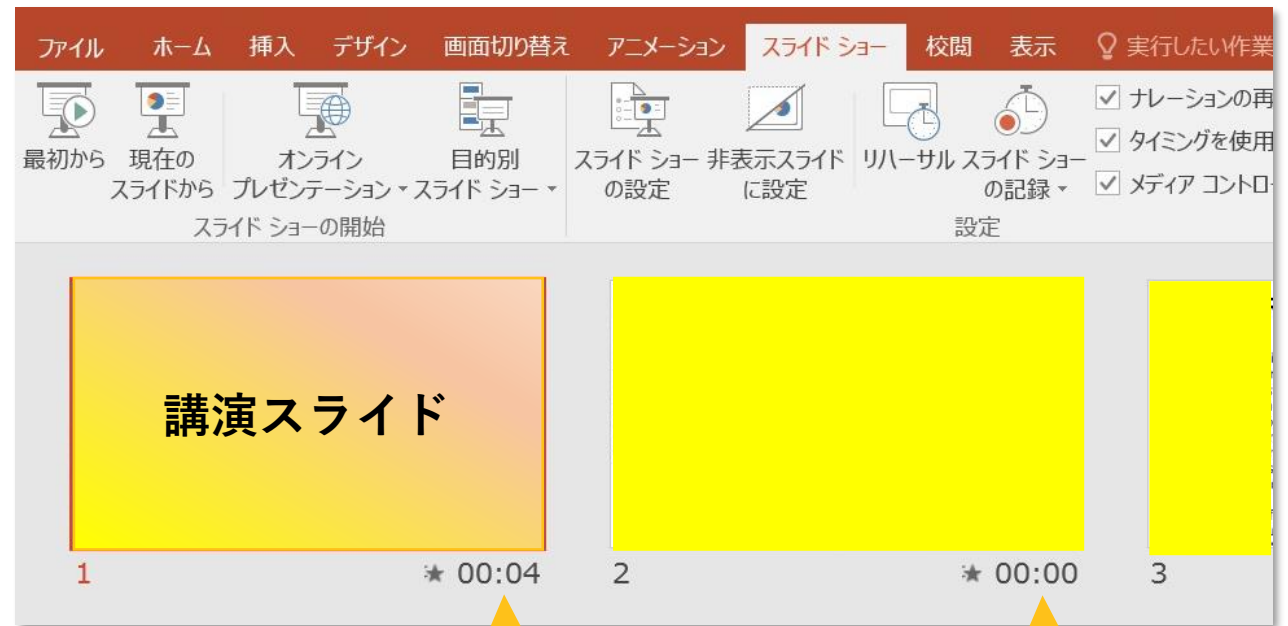 ファイル ホーム 挿入 デザイン 画面切り替え アニメーション スライド ショー 校閲 表示 実行したい作業
最初から 現在の オンライン 目的別 スライド ショー 非表示スライド リハーサル スライド ショー ナレーションの再
スライドから プレゼンテーション スライド ショー の設定 に設定 の記録 タイミングを使用
メディア コントロ
スライド ショーの開始 設定
講演スライド
1 00:04 2 00:00 3